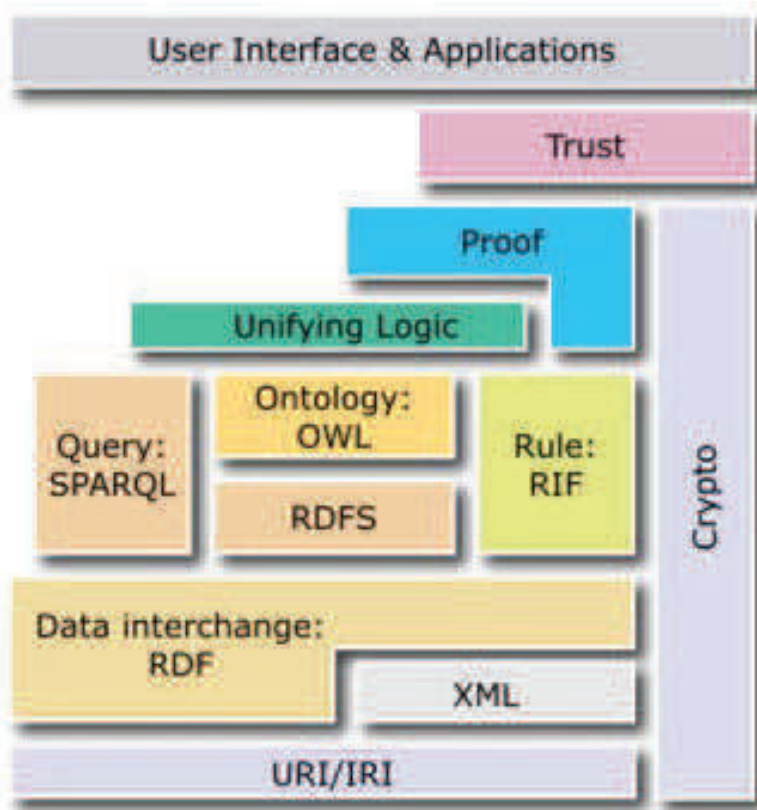 User Interface & Applications
Trust
Proof
Unifying Logic
Query:
SPARQL
Ontology:
OWL
RDFS
Rule:
RIF
Crypto
Data interchange:
RDF
XML
URI/IRI